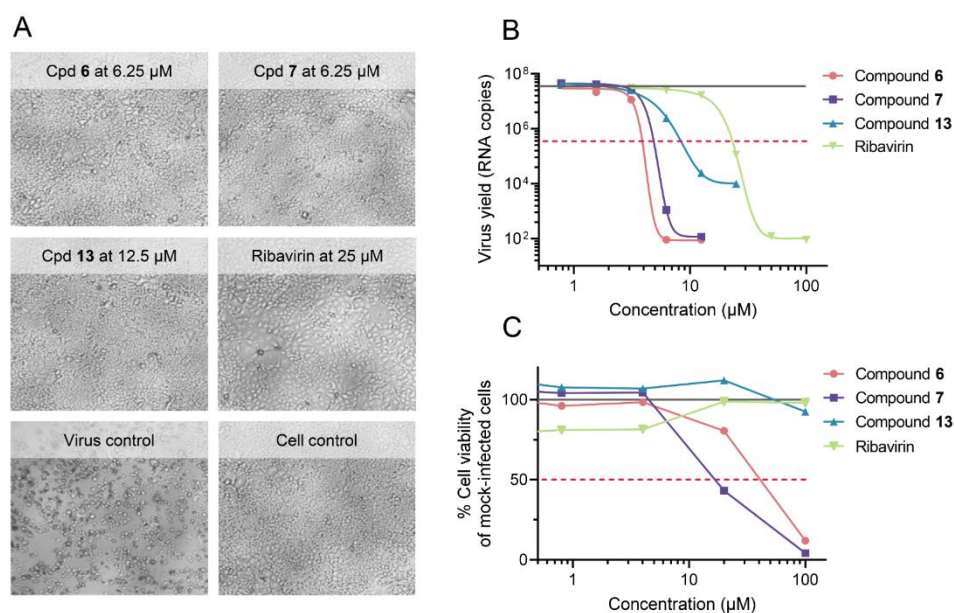 A
Cpd 6 at 6.25 µM
Cpd 7 at 6.25 µM
Cpd 13 at 12.5 µM
Ribavirin at 25 µM
Virus control
Cell control
B
Virus yield (RNA copies)
10⁸
10⁶
10⁴
10²
1
10
100
Concentration (µM)
Compound 6
Compound 7
Compound 13
Ribavirin
C
% Cell viability
of mock-infected cells
100
50
0
1
10
100
Concentration (µM)
Compound 6
Compound 7
Compound 13
Ribavirin